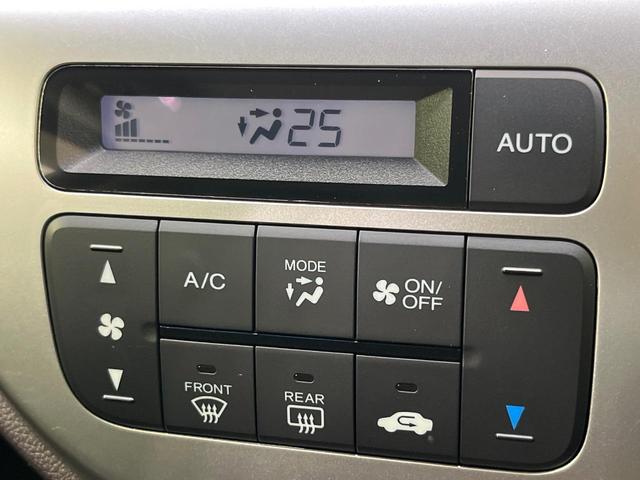 25
AUTO
A/C
MODE
ON/
OFF
FRONT
REAR